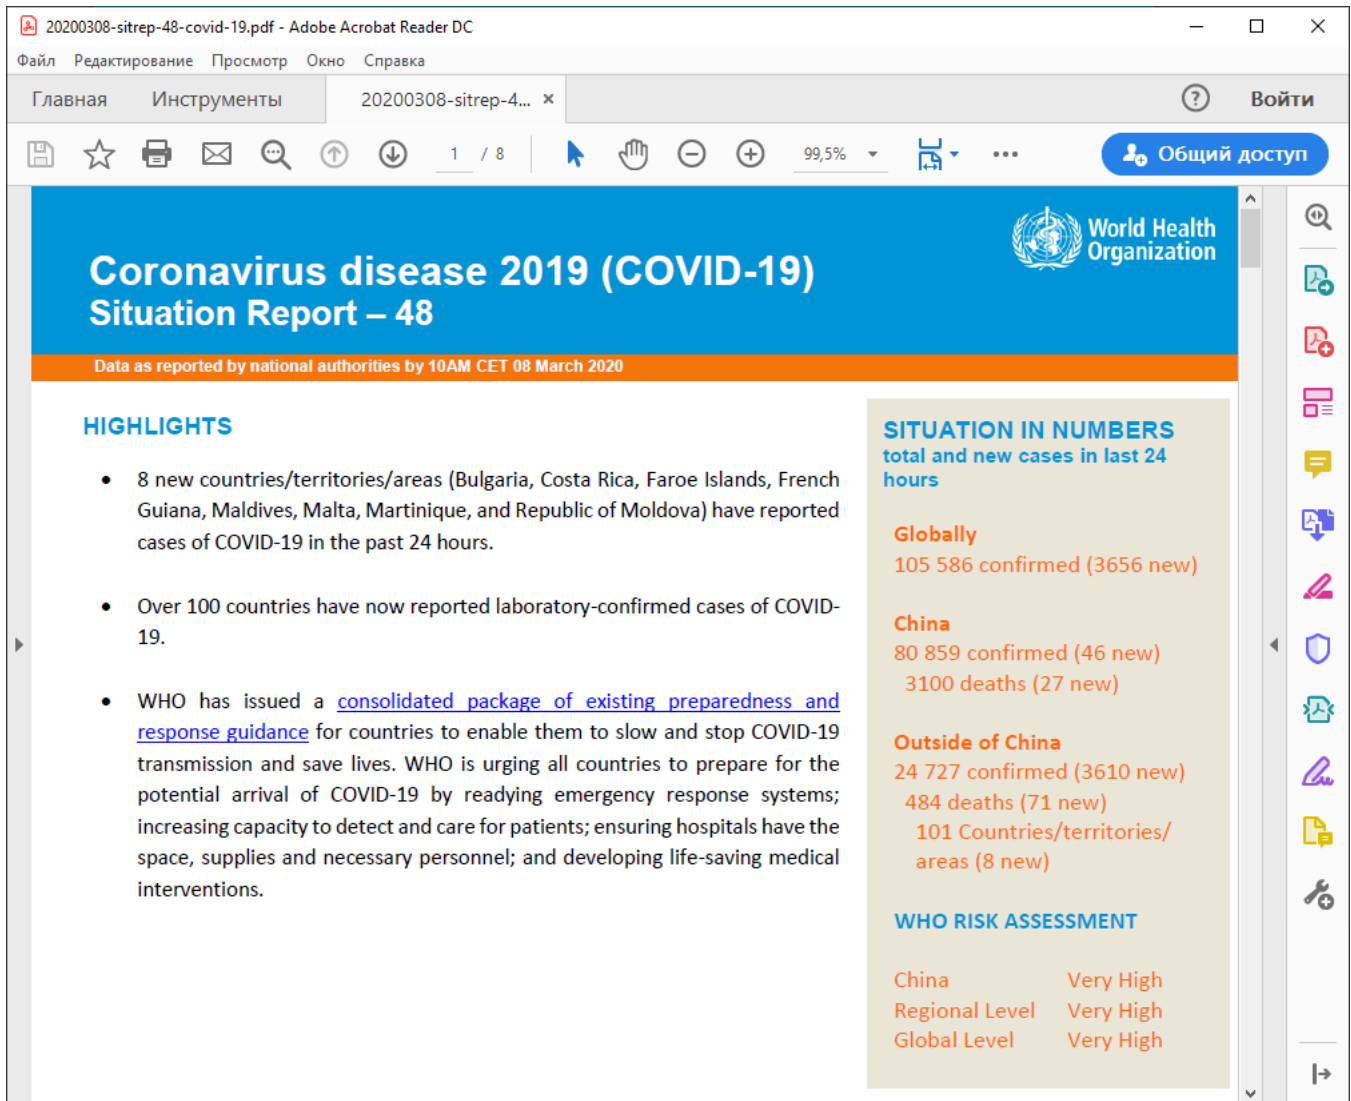 20200308-sitrep-48-covid-19.pdf - Adobe Acrobat Reader DC
Файл Редактирование Просмотр Окно Справка
Главная Инструменты 20200308-sitrep-4... ×
Войти
1 / 8 99,5% Общий доступ
World Health
Organization
Coronavirus disease 2019 (COVID-19)
Situation Report – 48
Data as reported by national authorities by 10AM CET 08 March 2020
HIGHLIGHTS
• 8 new countries/territories/areas (Bulgaria, Costa Rica, Faroe Islands, French
Guiana, Maldives, Malta, Martinique, and Republic of Moldova) have reported
cases of COVID-19 in the past 24 hours.
• Over 100 countries have now reported laboratory-confirmed cases of COVID-
19.
• WHO has issued a consolidated package of existing preparedness and
response guidance for countries to enable them to slow and stop COVID-19
transmission and save lives. WHO is urging all countries to prepare for the
potential arrival of COVID-19 by readying emergency response systems;
increasing capacity to detect and care for patients; ensuring hospitals have the
space, supplies and necessary personnel; and developing life-saving medical
interventions.
SITUATION IN NUMBERS
total and new cases in last 24
hours
Globally
105 586 confirmed (3656 new)
China
80 859 confirmed (46 new)
3100 deaths (27 new)
Outside of China
24 727 confirmed (3610 new)
484 deaths (71 new)
101 Countries/territories/
areas (8 new)
WHO RISK ASSESSMENT
China Very High
Regional Level Very High
Global Level Very High